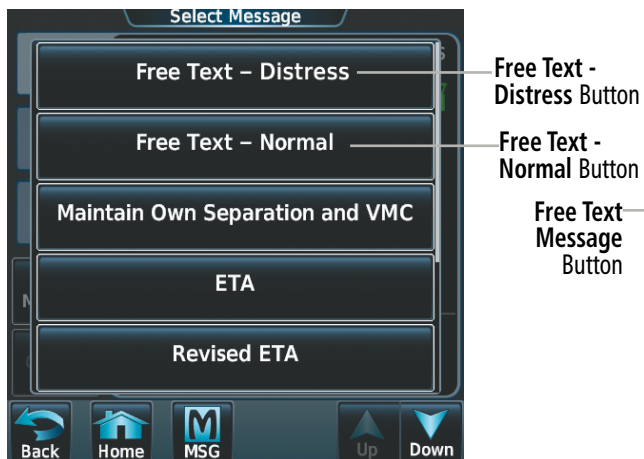 Select Message
Free Text – Distress
Free Text – Normal
Maintain Own Separation and VMC
ETA
Revised ETA
Back
Home
MSG
Up
Down
Free Text -
Distress Button
Free Text -
Normal Button
Free Text
Message
Button